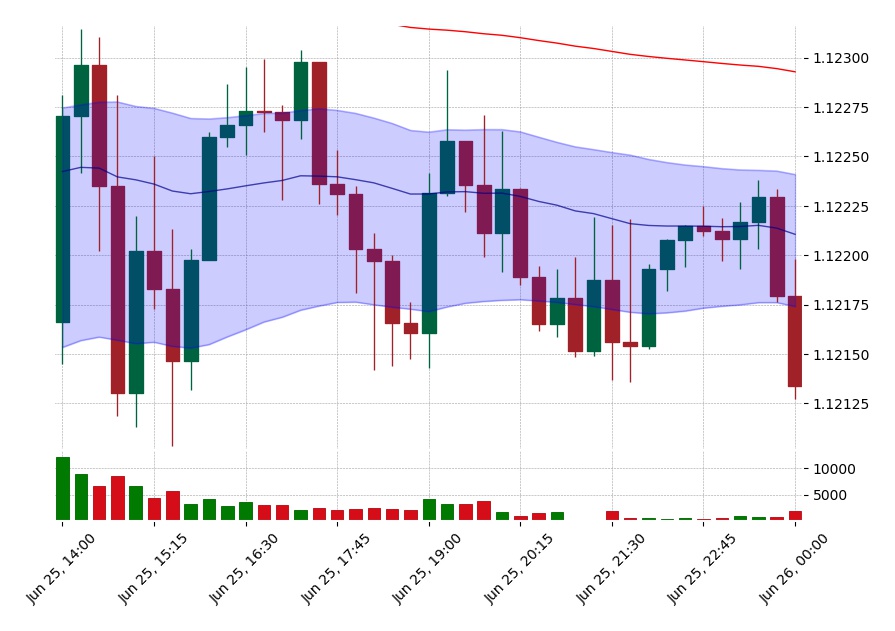 1.12300
1.12275
1.12250
1.12225
1.12200
1.12175
1.12150
1.12125
10000
5000
Jun 25, 14:00
Jun 25, 15:15
Jun 25, 16:30
Jun 25, 17:45
Jun 25, 19:00
Jun 25, 20:15
Jun 25, 21:30
Jun 25, 22:45
Jun 26, 00:00